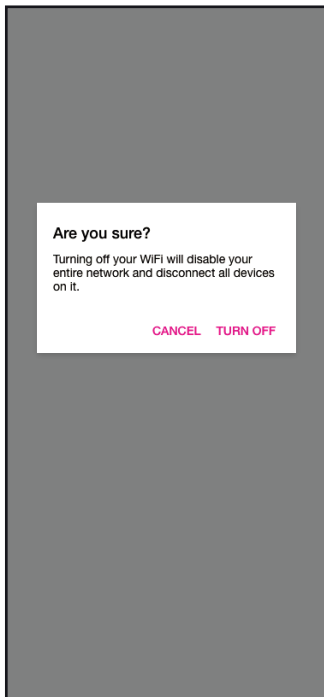 Are you sure?
Turning off your WiFi will disable your
entire network and disconnect all devices
on it.
CANCEL TURN OFF